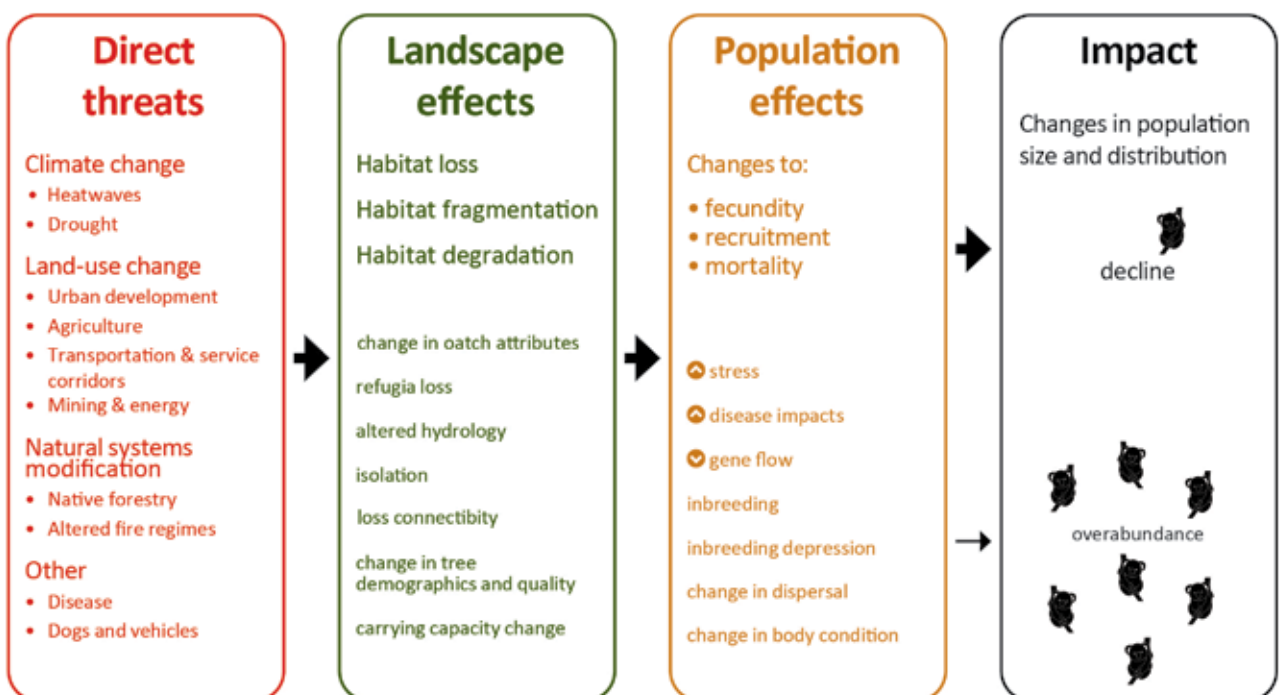 Direct
threats
Climate change
• Heatwaves
• Drought
Land-use change
• Urban development
• Agriculture
• Transportation & service
corridors
• Mining & energy
Natural systems
modification
• Native forestry
• Altered fire regimes
Other
• Disease
• Dogs and vehicles
Landscape
effects
Habitat loss
Habitat fragmentation
Habitat degradation
change in oatch attributes
refugia loss
altered hydrology
isolation
loss connectibity
change in tree
demographics and quality
carrying capacity change
Population
effects
Changes to:
• fecundity
• recruitment
• mortality
stress
disease impacts
gene flow
inbreeding
inbreeding depression
change in dispersal
change in body condition
Impact
Changes in population
size and distribution
decline
overabundance